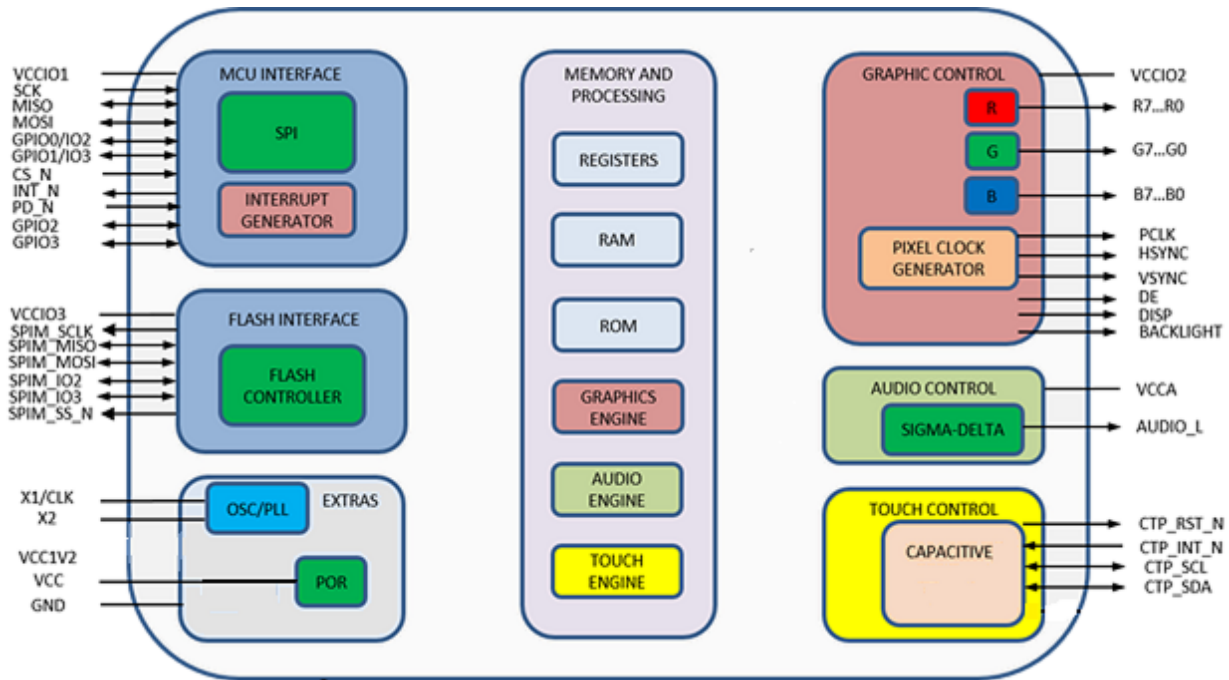 VCCIO1
SCK
MISO
MOSI
GPIO0/IO2
GPIO1/IO3
CS_N
INT_N
PD_N
GPIO2
GPIO3
MCU INTERFACE
SPI
INTERRUPT
GENERATOR
VCCIO3
SPIM_SCLK
SPIM_MISO
SPIM_MOSI
SPIM_IO2
SPIM_IO3
SPIM_SS_N
FLASH INTERFACE
FLASH
CONTROLLER
X1/CLK
X2
VCC1V2
VCC
GND
OSC/PLL
EXTRAS
POR
MEMORY AND
PROCESSING
REGISTERS
RAM
ROM
GRAPHICS
ENGINE
AUDIO
ENGINE
TOUCH
ENGINE
GRAPHIC CONTROL
R
G
B
PIXEL CLOCK
GENERATOR
VCCIO2
R7...R0
G7...G0
B7...B0
PCLK
HSYNC
VSYNC
DE
DISP
BACKLIGHT
AUDIO CONTROL
SIGMA-DELTA
VCCA
AUDIO_L
TOUCH CONTROL
CAPACITIVE
CTP_RST_N
CTP_INT_N
CTP_SCL
CTP_SDA